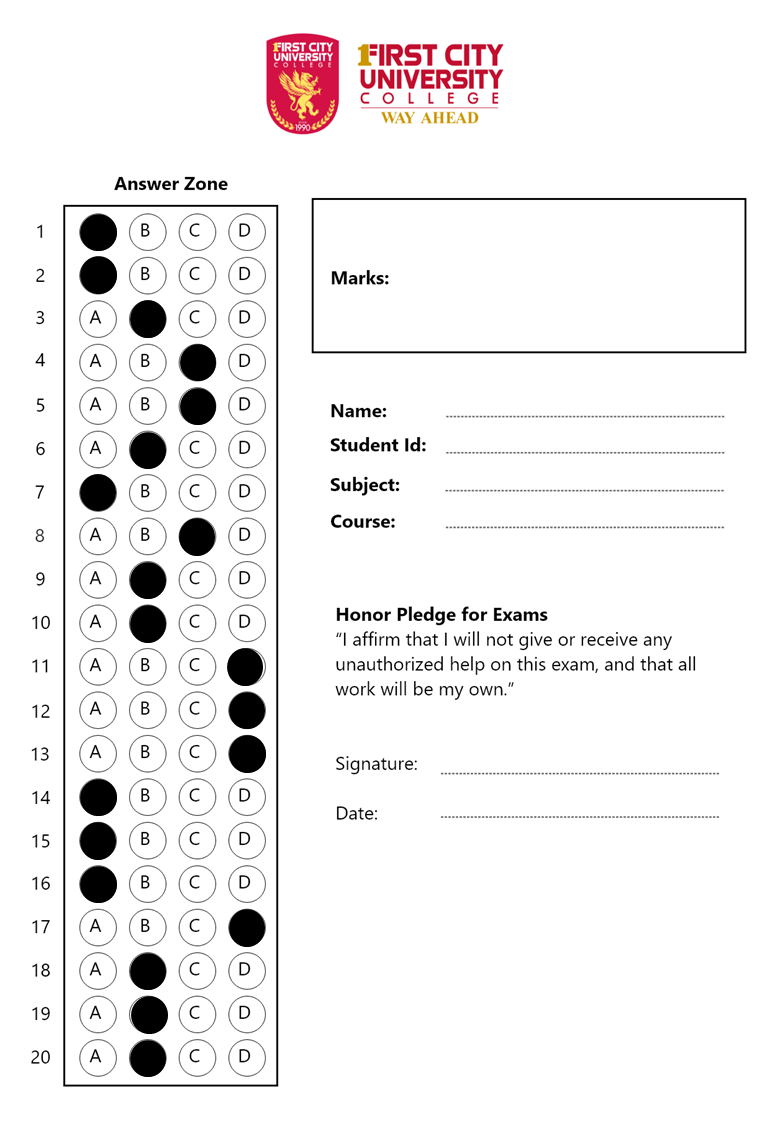 1FIRST CITY
UNIVERSITY
COLLEGE
SINCE
1990
1FIRST CITY
UNIVERSITY
COLLEGE
WAY AHEAD
Answer Zone
1 B C D
2 B C D
3 A C D
4 A B D
5 A B D
6 A C D
7 B C D
8 A B D
9 A C D
10 A C D
11 A B C
12 A B C
13 A B C
14 B C D
15 B C D
16 B C D
17 A B C
18 A C D
19 A C D
20 A C D
Marks:
Name:
Student Id:
Subject:
Course:
Honor Pledge for Exams
“I affirm that I will not give or receive any
unauthorized help on this exam, and that all
work will be my own.”
Signature:
Date: